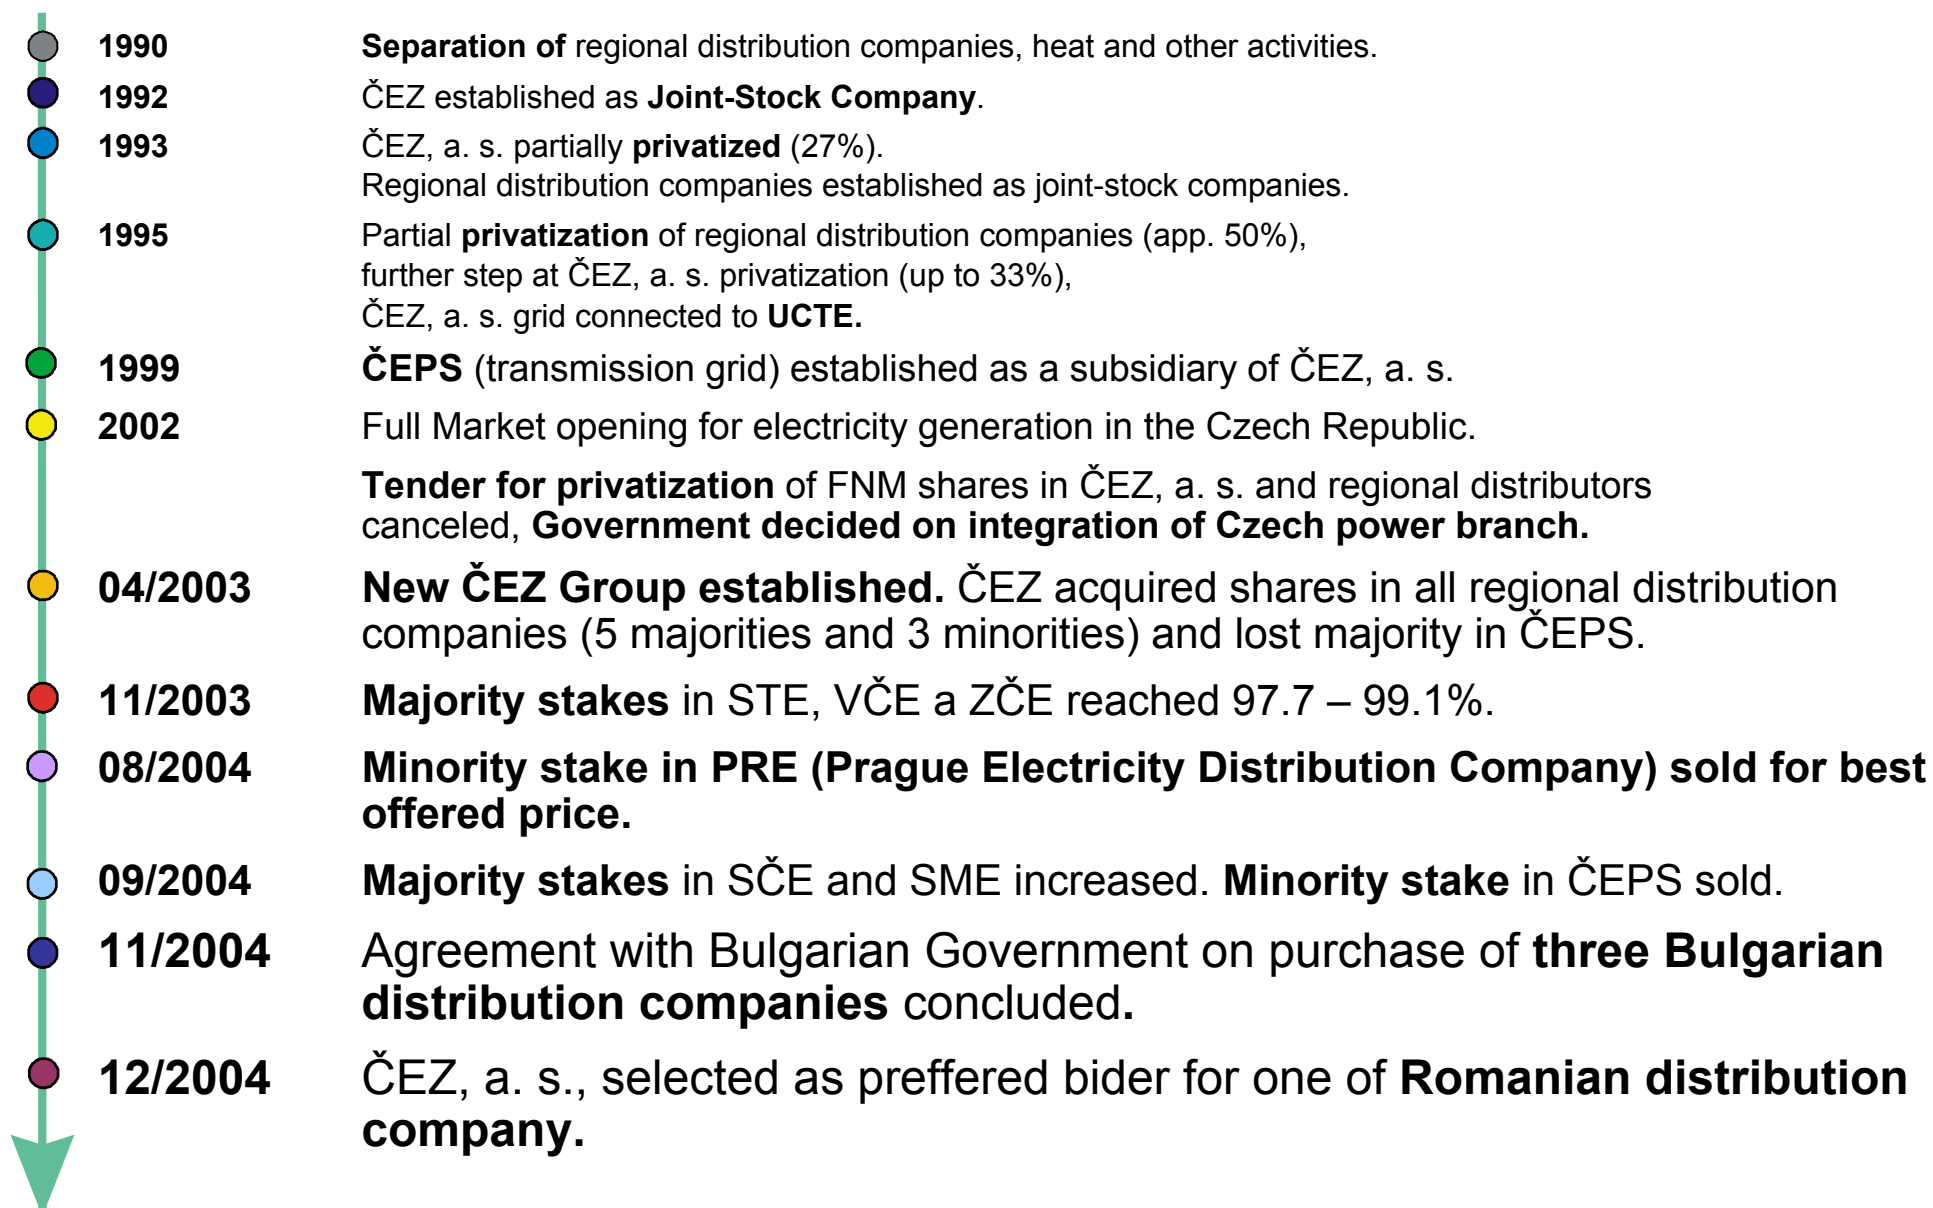 1990 Separation of regional distribution companies, heat and other activities.
1992 ČEZ established as Joint-Stock Company.
1993 ČEZ, a. s. partially privatized (27%).
Regional distribution companies established as joint-stock companies.
1995 Partial privatization of regional distribution companies (app. 50%),
further step at ČEZ, a. s. privatization (up to 33%),
ČEZ, a. s. grid connected to UCTE.
1999 ČEPS (transmission grid) established as a subsidiary of ČEZ, a. s.
2002 Full Market opening for electricity generation in the Czech Republic.
Tender for privatization of FNM shares in ČEZ, a. s. and regional distributors
canceled, Government decided on integration of Czech power branch.
04/2003 New ČEZ Group established. ČEZ acquired shares in all regional distribution
companies (5 majorities and 3 minorities) and lost majority in ČEPS.
11/2003 Majority stakes in STE, VČE a ZČE reached 97.7 – 99.1%.
08/2004 Minority stake in PRE (Prague Electricity Distribution Company) sold for best
offered price.
09/2004 Majority stakes in SČE and SME increased. Minority stake in ČEPS sold.
11/2004 Agreement with Bulgarian Government on purchase of three Bulgarian
distribution companies concluded.
12/2004 ČEZ, a. s., selected as preffered bider for one of Romanian distribution
company.